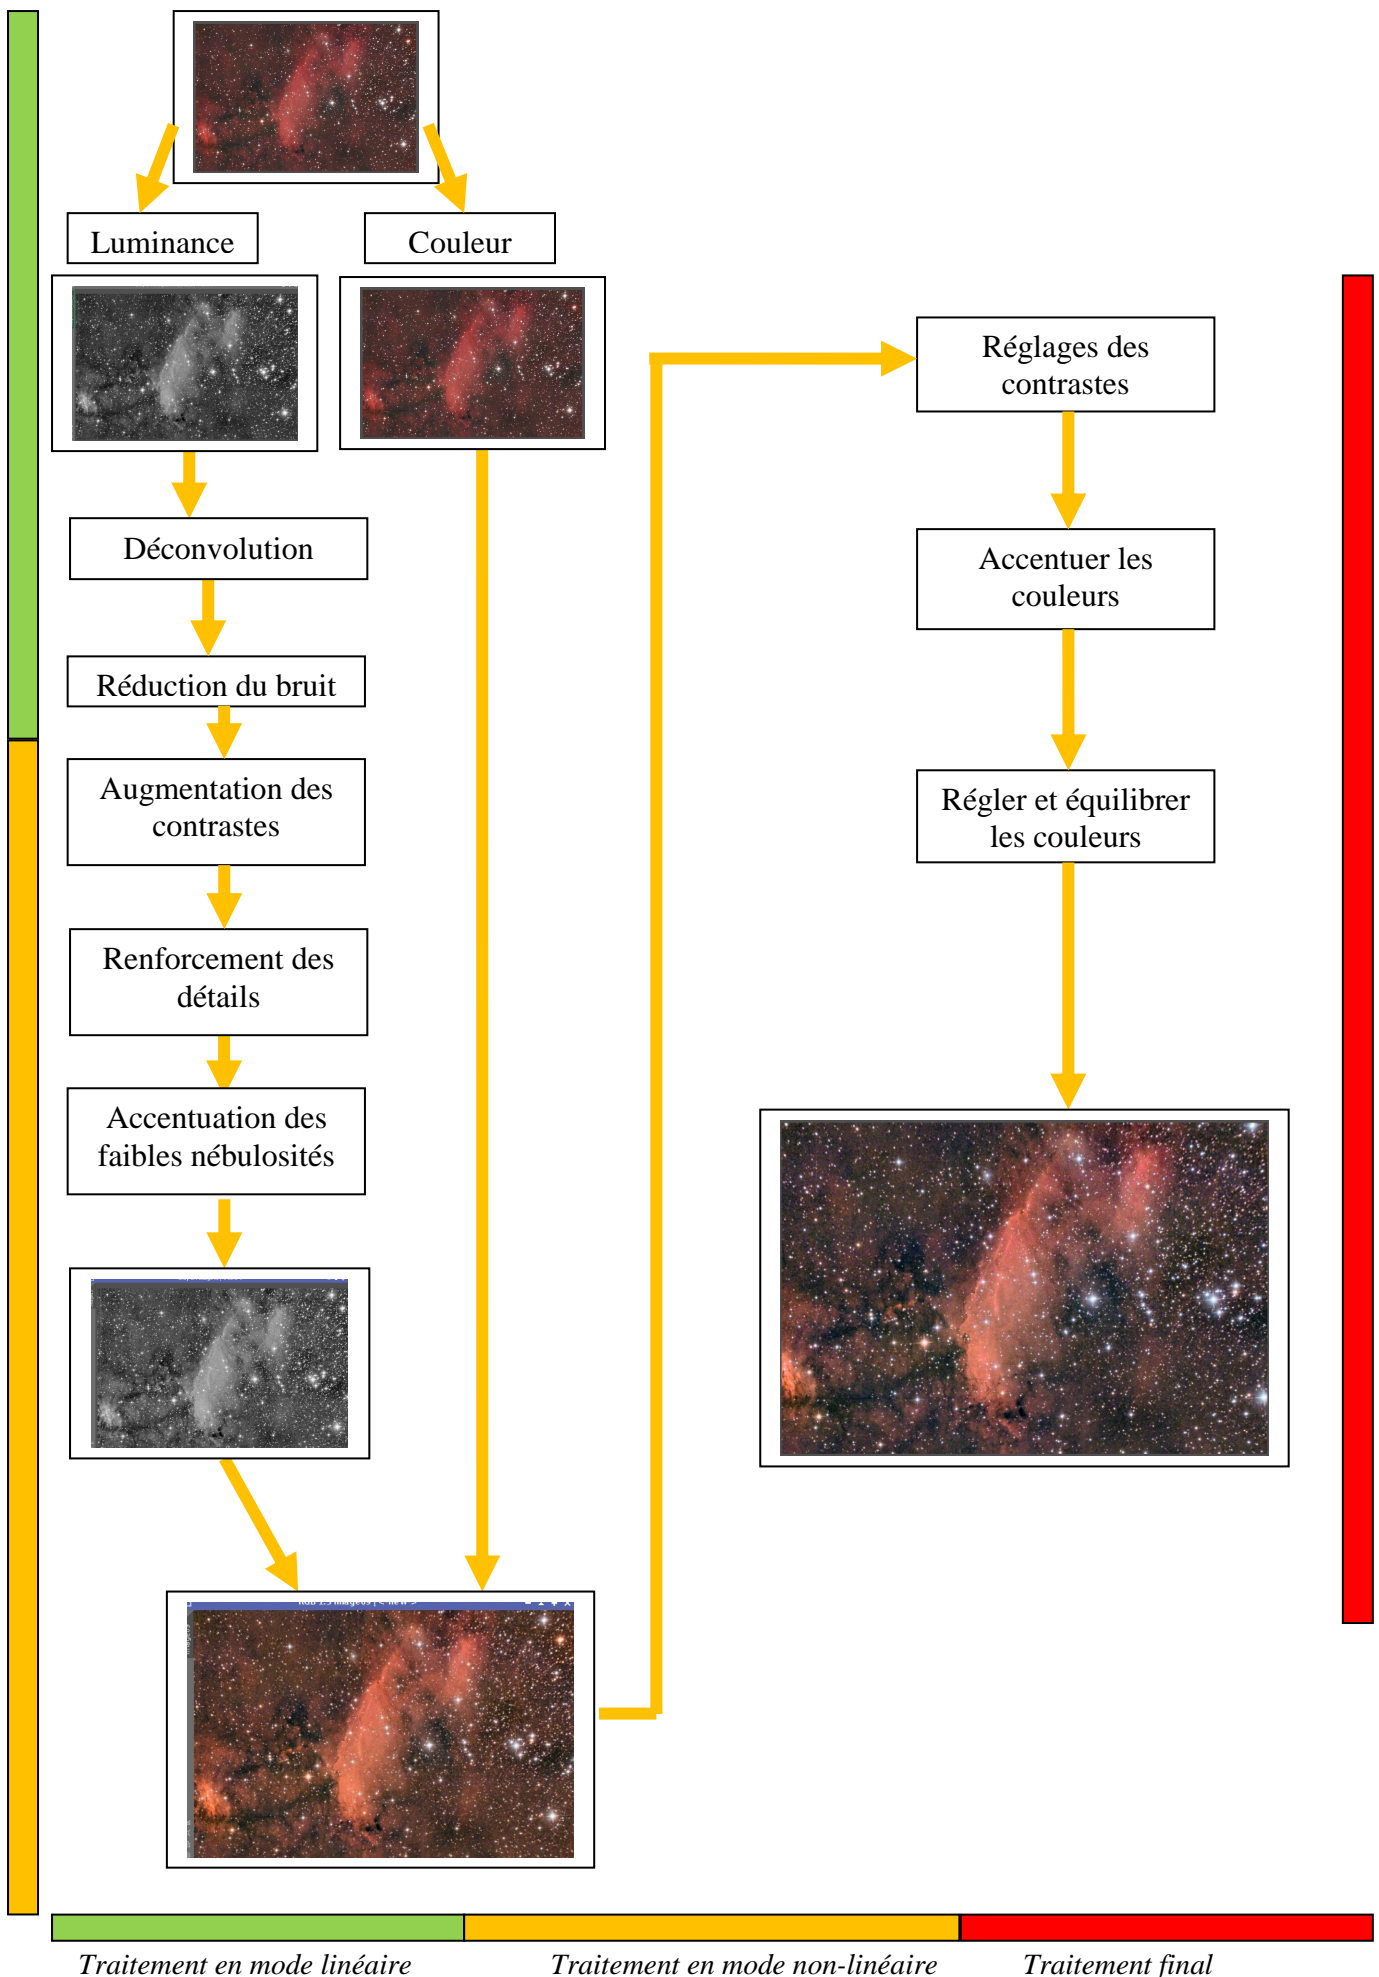 Luminance
Couleur
Déconvolution
Réduction du bruit
Augmentation des
contrastes
Renforcement des
détails
Accentuation des
faibles nébulosités
Réglages des
contrastes
Accentuer les
couleurs
Régler et équilibrer
les couleurs
Traitement en mode linéaire
Traitement en mode non-linéaire
Traitement final